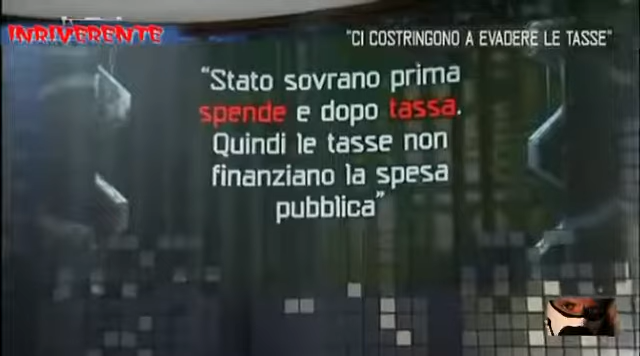 INRIVERENTE
"CI COSTRINGONO A EVADERE LE TASSE"
"Stato sovrano prima
spende e dopo tassa.
Quindi le tasse non
finanziano la spesa
pubblica"